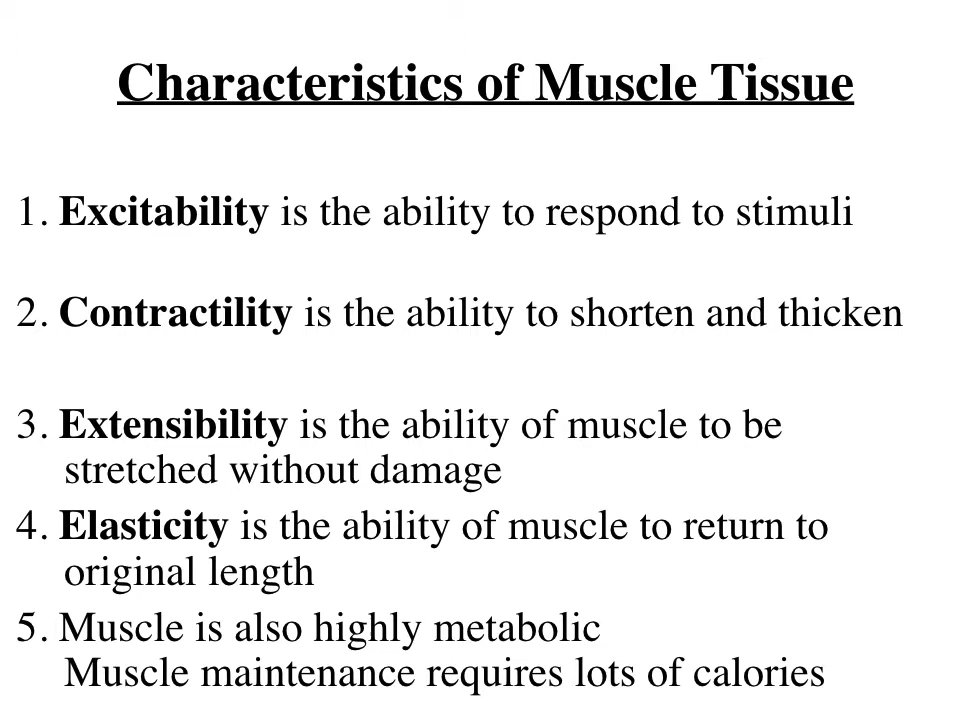 Characteristics of Muscle Tissue
1. Excitability is the ability to respond to stimuli
2. Contractility is the ability to shorten and thicken
3. Extensibility is the ability of muscle to be
stretched without damage
4. Elasticity is the ability of muscle to return to
original length
5. Muscle is also highly metabolic
Muscle maintenance requires lots of calories